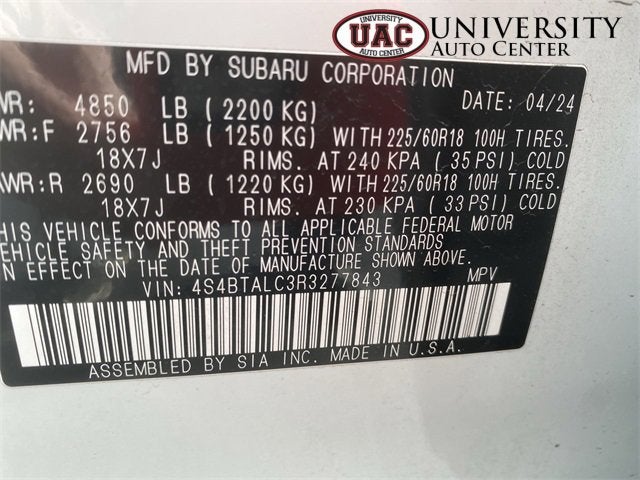 UNIVERSITY
UAC
AUTO CENTER
UNIVERSITY
AUTO CENTER
MFD BY SUBARU CORPORATION
WR: 4850 LB (2200 KG) DATE: 04/24
WR:F 2756 LB (1250 KG) WITH 225/60R18 100H TIRES.
18X7J RIMS. AT 240 KPA (35 PSI) COLD
AWR:R 2690 LB (1220 KG) WITH 225/60R18 100H TIRES.
18X7J RIMS. AT 230 KPA (33 PSI) COLD
HIS VEHICLE CONFORMS TO ALL APPLICABLE FEDERAL MOTOR
EHICLE SAFETY AND THEFT PREVENTION STANDARDS
N EFFECT ON THE DATE OF MANUFACTURE SHOWN ABOVE.
VIN: 4S4BTALC3R3277843 MPV
ASSEMBLED BY SIA INC. MADE IN U.S.A.